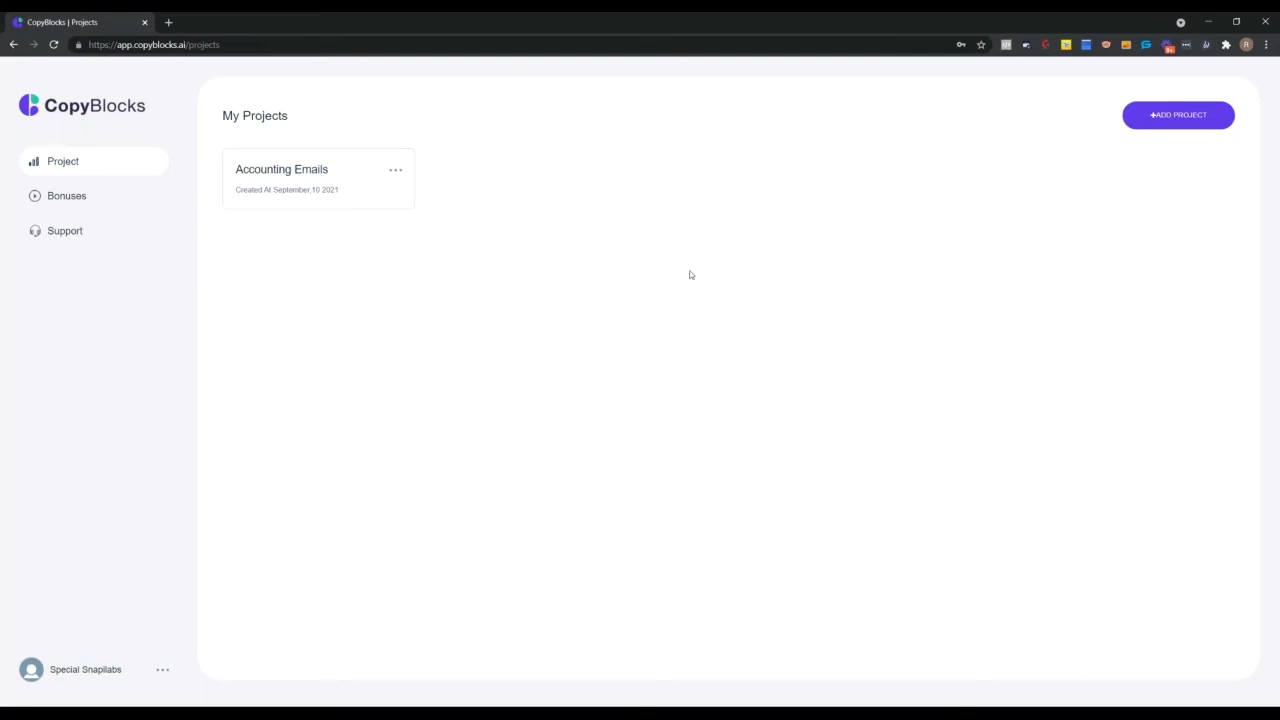 CopyBlocks | Projects
https://app.copyblocks.ai/projects
R
9+
CopyBlocks
Project
Bonuses
Support
My Projects
+ADD PROJECT
Accounting Emails
Created At September,10 2021
Special Snapilabs